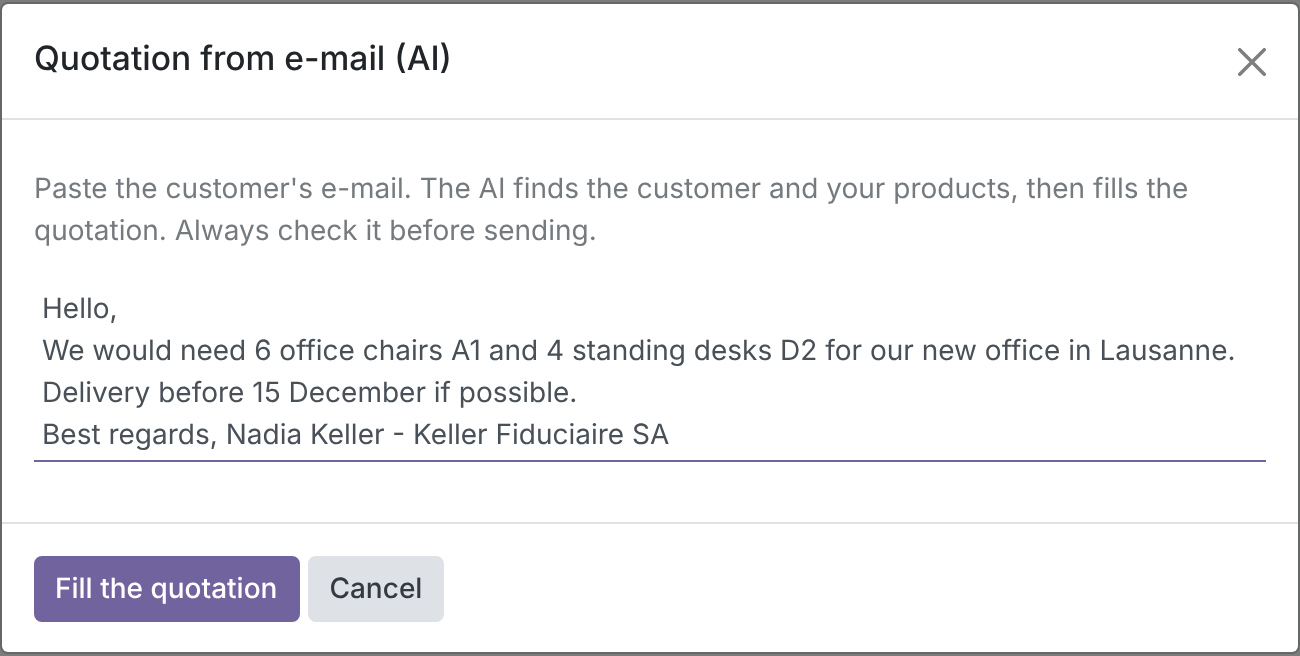 Quotation from e-mail (AI)
Paste the customer's e-mail. The AI finds the customer and your products, then fills the
quotation. Always check it before sending.
Hello,
We would need 6 office chairs A1 and 4 standing desks D2 for our new office in Lausanne.
Delivery before 15 December if possible.
Best regards, Nadia Keller - Keller Fiduciaire SA
Fill the quotation
Cancel